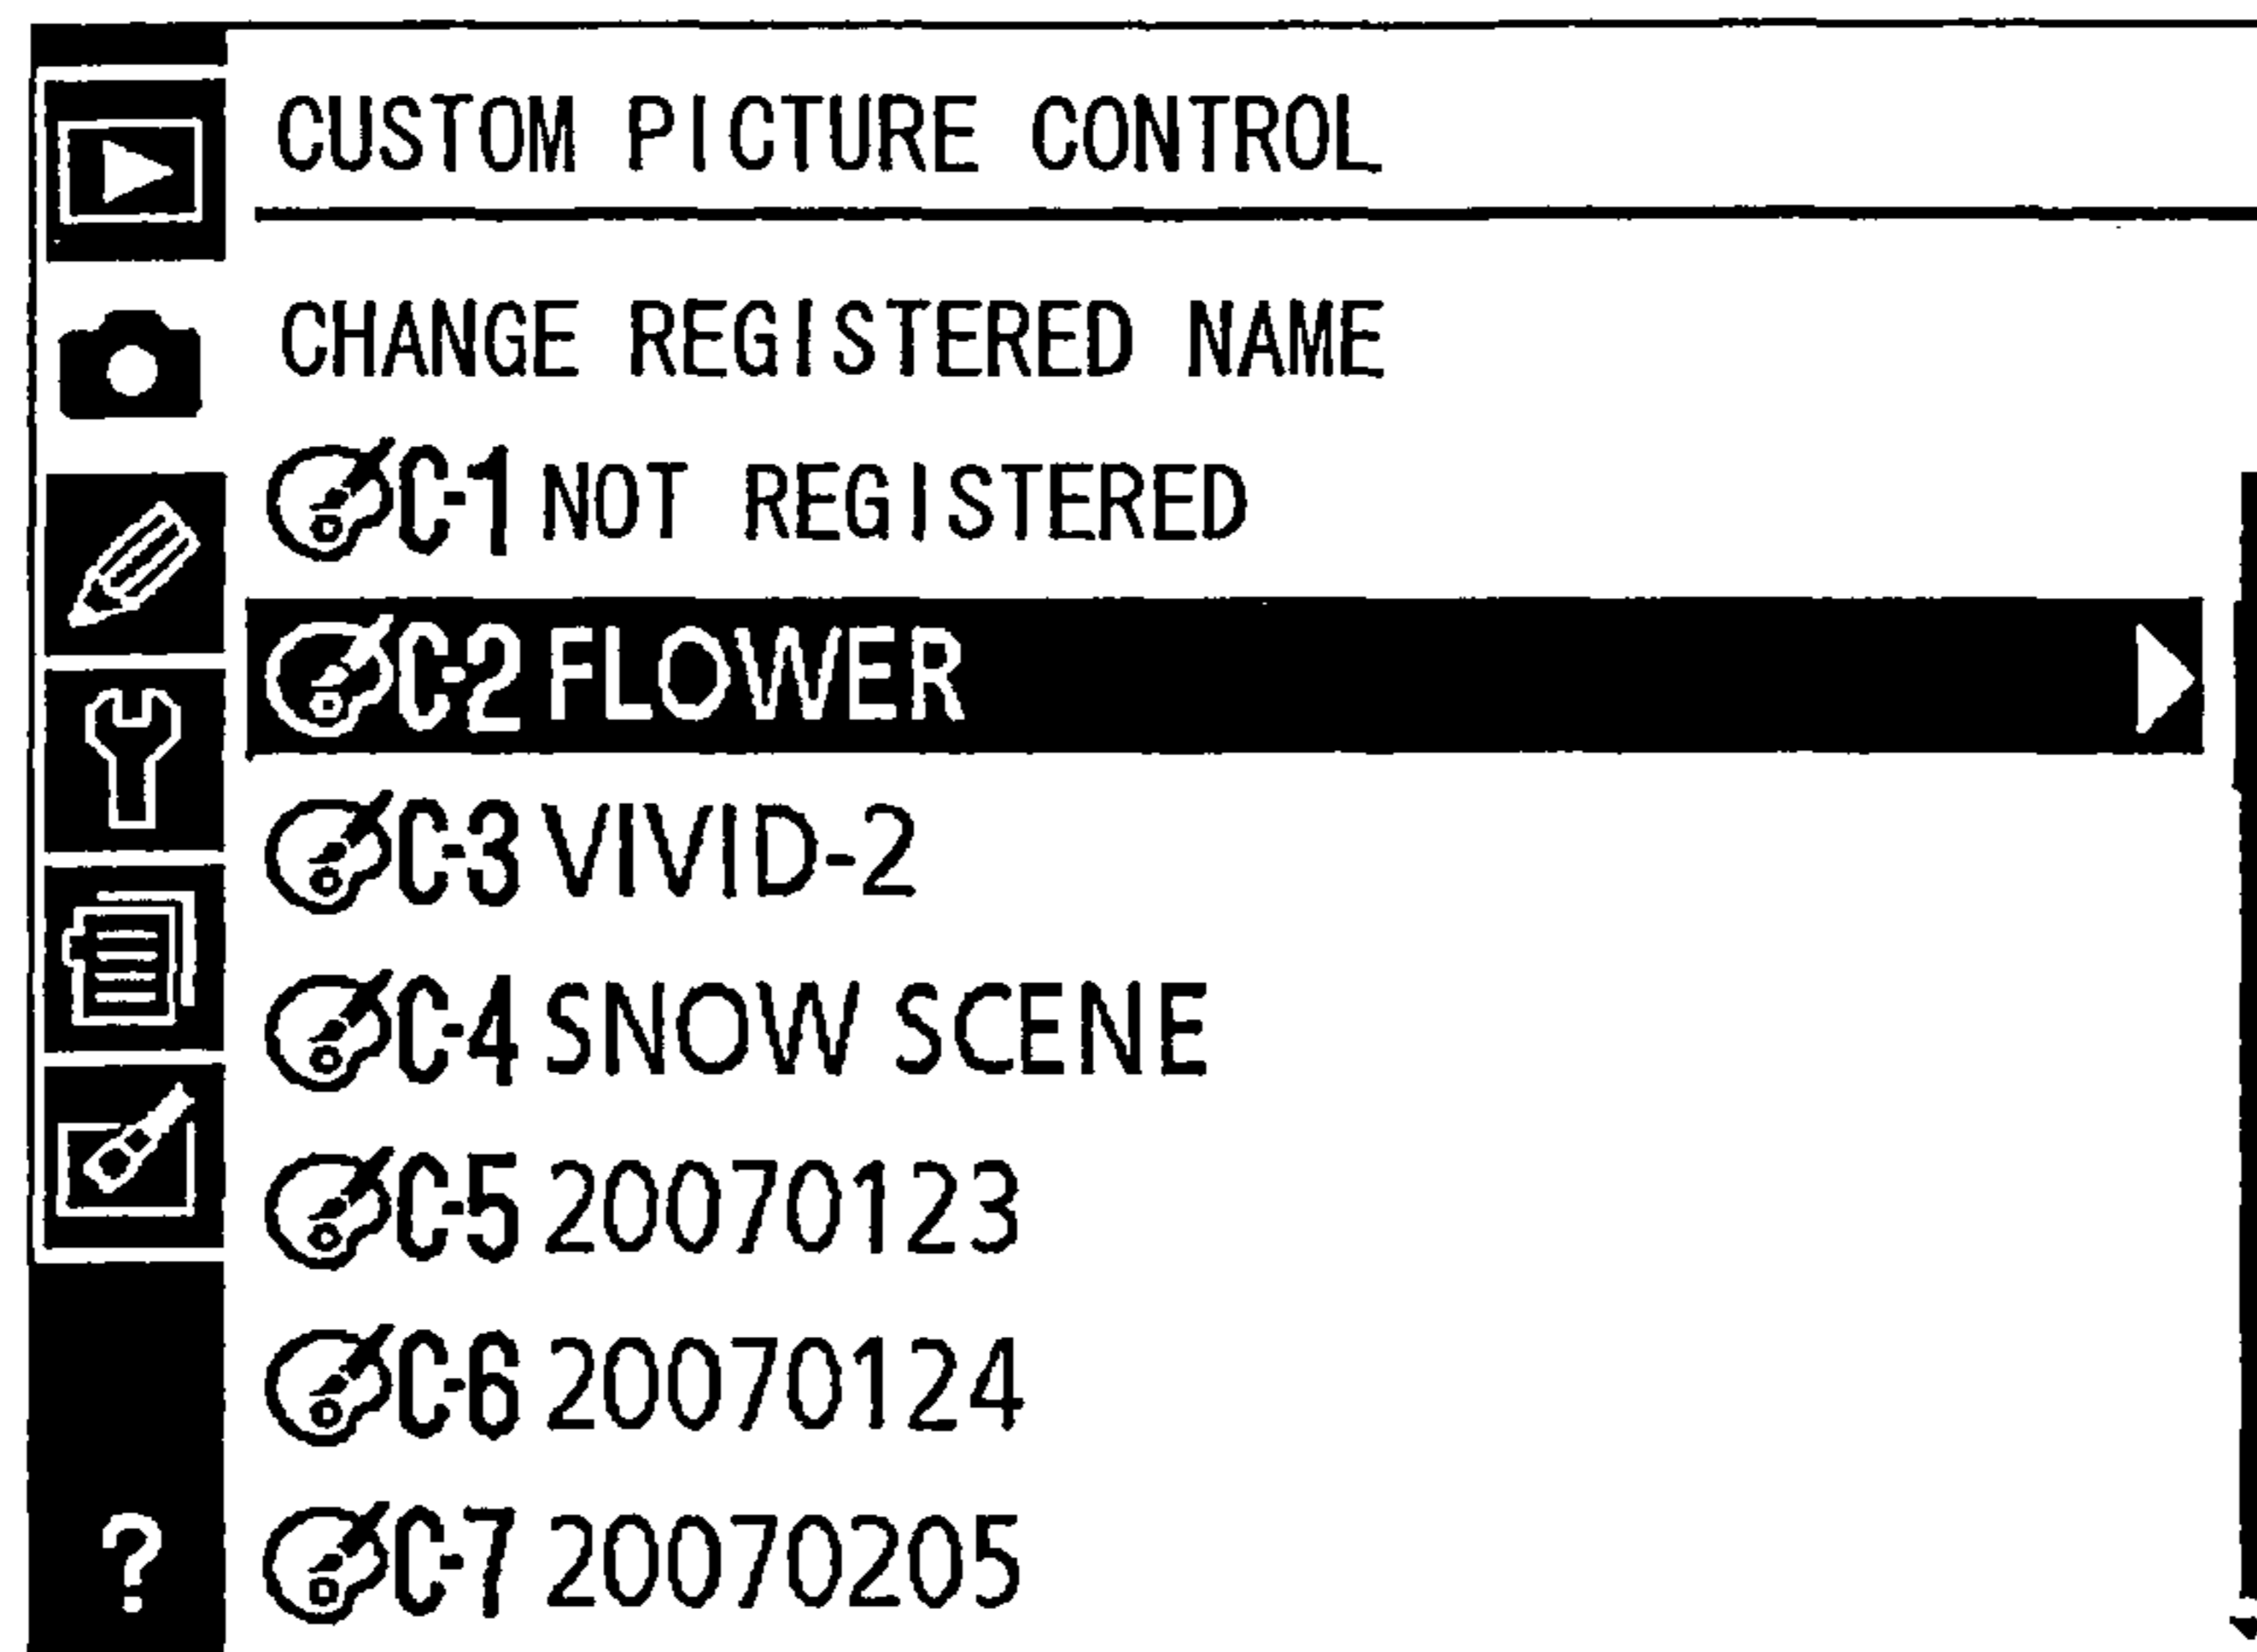 CUSTOM PICTURE CONTROL
CHANGE REGISTERED NAME
C-1 NOT REGISTERED
C-2 FLOWER
C-3 VIVID-2
C-4 SNOW SCENE
C-5 20070123
C-6 20070124
C-7 20070205
?